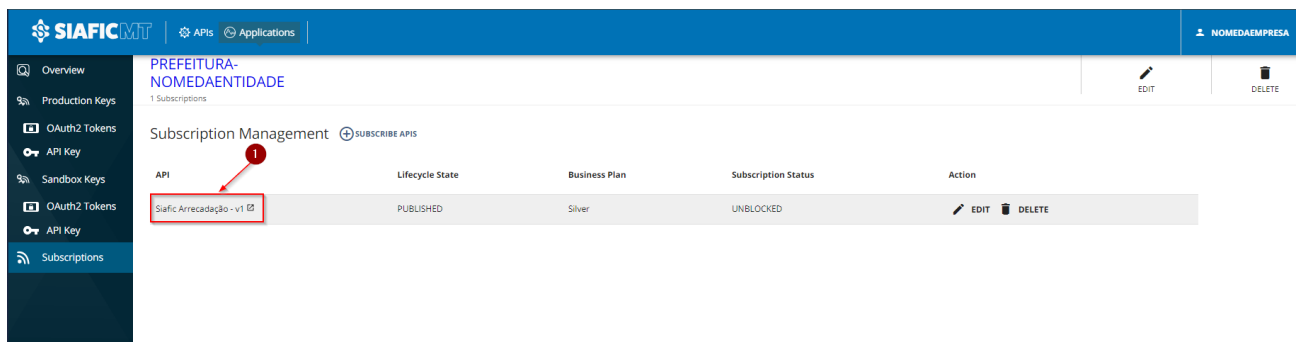 SIAFICMT
APIs
Applications
NOMEDAEMPRESA
Overview
Production Keys
OAuth2 Tokens
API Key
Sandbox Keys
OAuth2 Tokens
API Key
Subscriptions
PREFEITURA-
NOMEDAENTIDADE
1 Subscriptions
EDIT
DELETE
Subscription Management
SUBSCRIBE APIS
1
API Lifecycle State Business Plan Subscription Status Action
Siafic Arrecadação - v1 PUBLISHED Silver UNBLOCKED EDIT DELETE